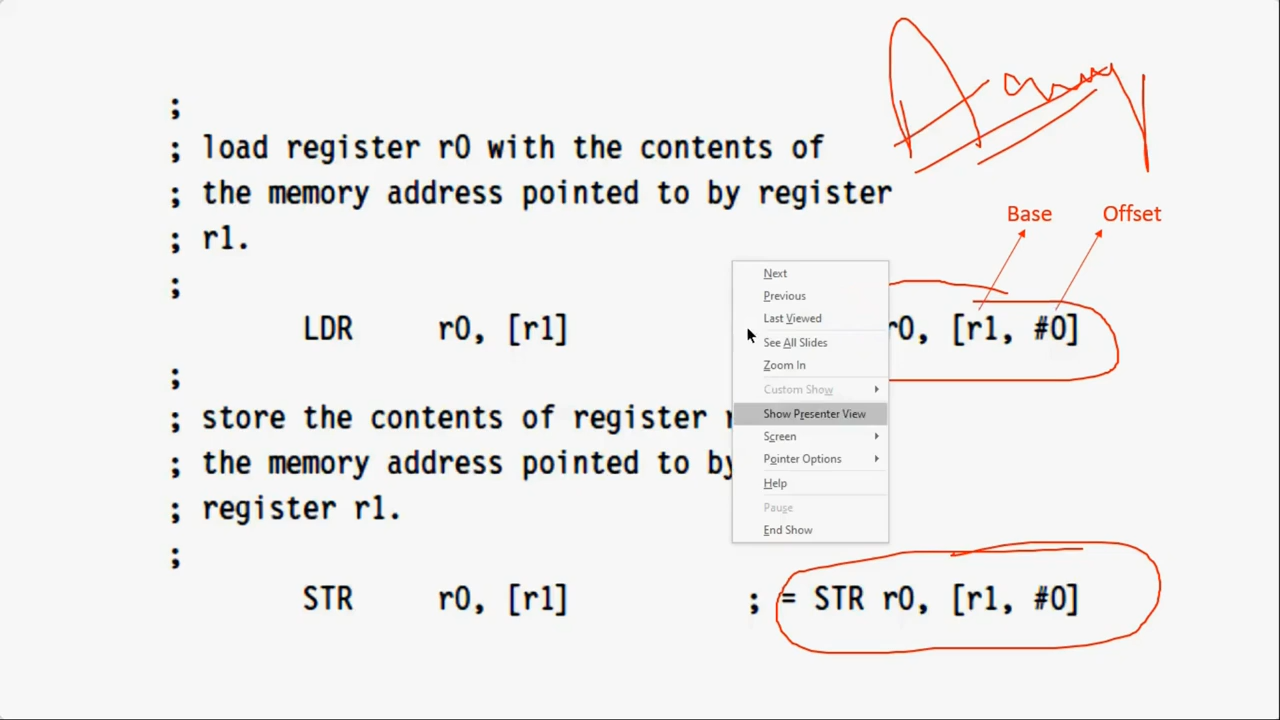 ;
; load register r0 with the contents of
; the memory address pointed to by register
; r1.
;
Base Offset
LDR r0, [r1] r0, [r1, #0]
;
; store the contents of register
; the memory address pointed to by
; register r1.
;
STR r0, [r1] ; = STR r0, [r1, #0]
Next
Previous
Last Viewed
See All Slides
Zoom In
Custom Show
Show Presenter View
Screen
Pointer Options
Help
Pause
End Show